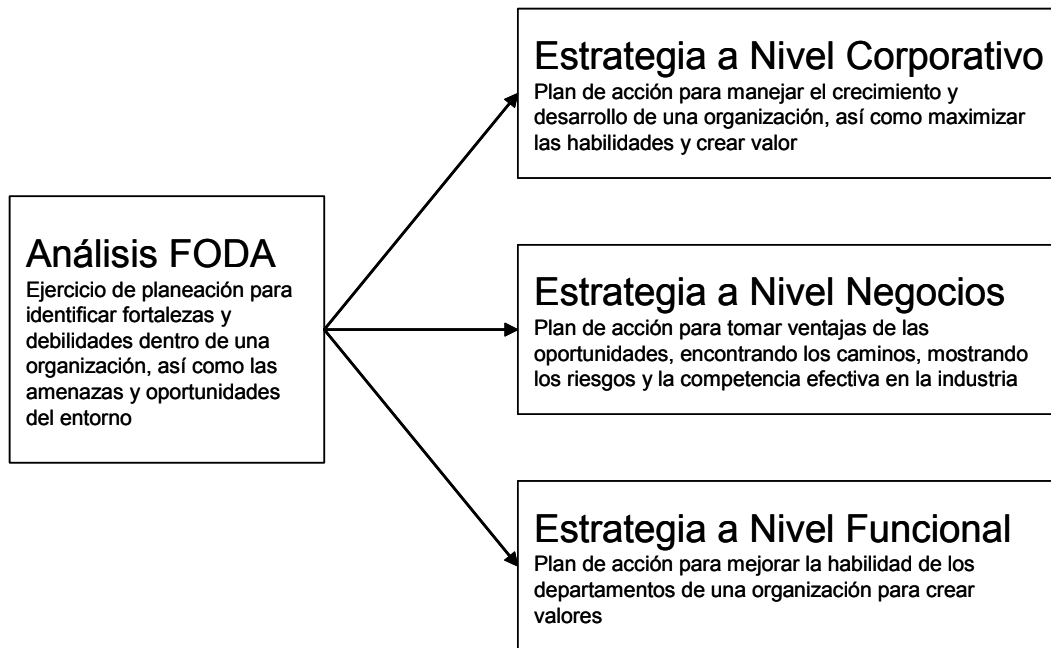 Análisis FODA
Ejercicio de planeación para
identificar fortalezas y
debilidades dentro de una
organización, así como las
amenazas y oportunidades
del entorno
Estrategia a Nivel Corporativo
Plan de acción para manejar el crecimiento y
desarrollo de una organización, así como maximizar
las habilidades y crear valor
Estrategia a Nivel Negocios
Plan de acción para tomar ventajas de las
oportunidades, encontrando los caminos, mostrando
los riesgos y la competencia efectiva en la industria
Estrategia a Nivel Funcional
Plan de acción para mejorar la habilidad de los
departamentos de una organización para crear
valores